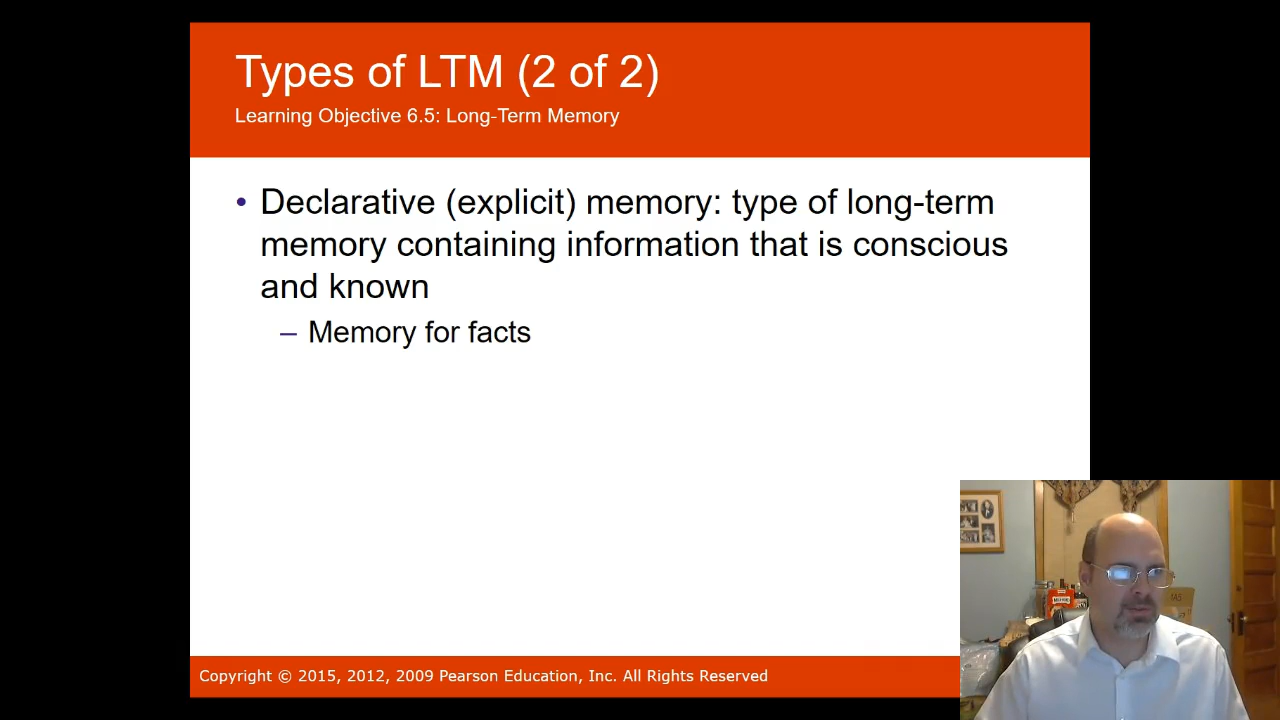 Types of LTM (2 of 2)
Learning Objective 6.5: Long-Term Memory
• Declarative (explicit) memory: type of long-term
memory containing information that is conscious
and known
– Memory for facts
Copyright © 2015, 2012, 2009 Pearson Education, Inc. All Rights Reserved